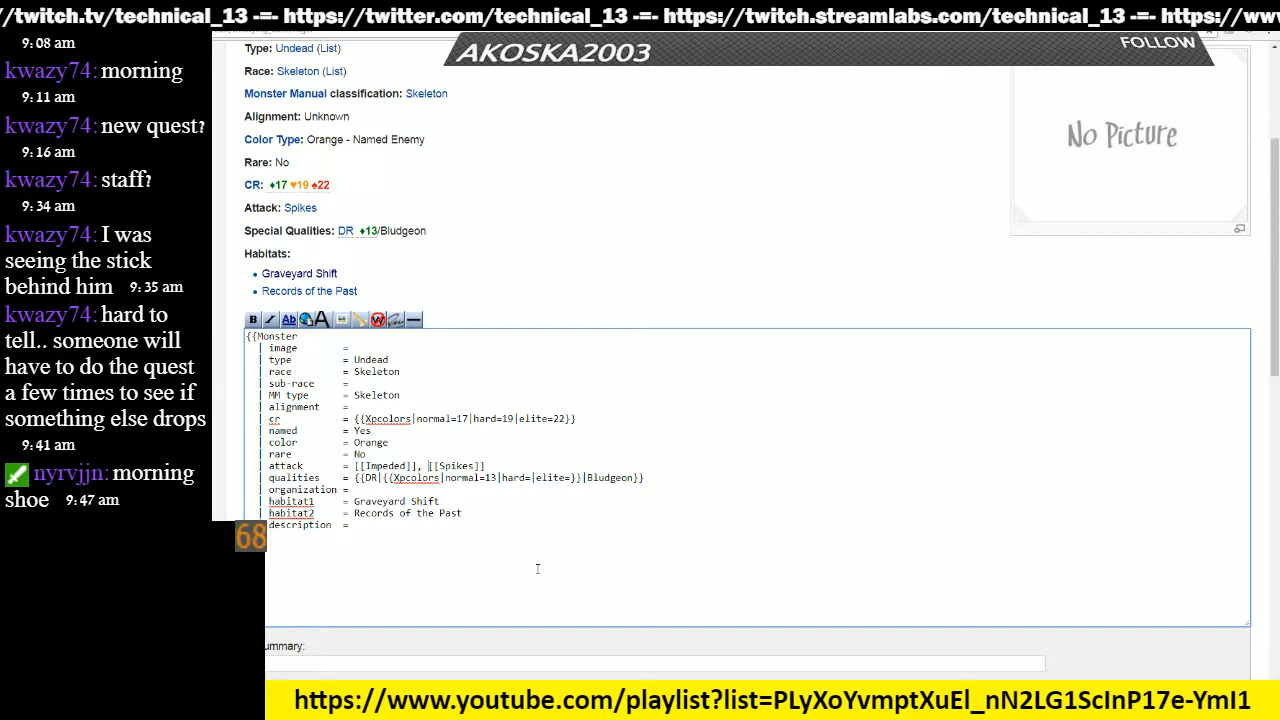 //twitch.tv/technical_13 -=- https://twitter.com/technical_13 -=- https://twitch.streamlabs.com/technical_13 -=- https://ww
9:08 am
kwazy74: morning
9:11 am
kwazy74: new quest?
9:16 am
kwazy74: staff?
9:34 am
kwazy74: I was
seeing the stick
behind him 9:35 am
kwazy74: hard to
tell.. someone will
have to do the quest
a few times to see if
something else drops
9:41 am
nyrvjjn: morning
shoe 9:47 am
AKOSKA2003
FOLLOW
Type: Undead (List)
Race: Skeleton (List)
Monster Manual classification: Skeleton
Alignment: Unknown
Color Type: Orange - Named Enemy
Rare: No
CR: ♦17 ♥19 ♠22
Attack: Spikes
Special Qualities: DR ♦13/Bludgeon
Habitats:
• Graveyard Shift
• Records of the Past
No Picture
B I Ab A
{{Monster
| image =
| type = Undead
| race = Skeleton
| sub-race =
| MM type = Skeleton
| alignment =
| cr = {{Xpcolors|normal=17|hard=19|elite=22}}
| named = Yes
| color = Orange
| rare = No
| attack = [[Impeded]], [[Spikes]]
| qualities = {{DR|{{Xpcolors|normal=13|hard=|elite=}}|Bludgeon}}
| organization =
| habitat1 = Graveyard Shift
| habitat2 = Records of the Past
description =
68
ummary:
https://www.youtube.com/playlist?list=PLyXoYvmptXuEl_nN2LG1ScInP17e-YmI1